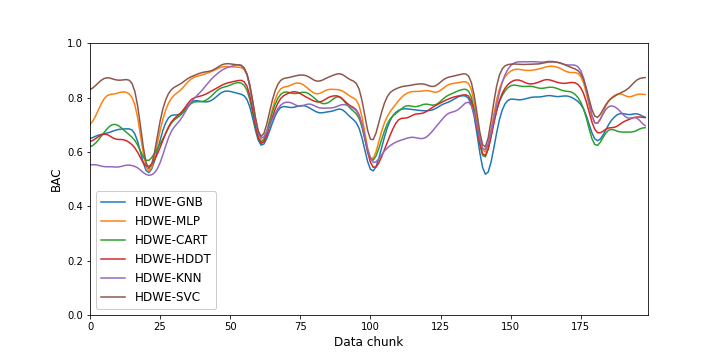 1.0
0.8
0.6
0.4
0.2
0.0
BAC
HDWE-GNB
HDWE-MLP
HDWE-CART
HDWE-HDDT
HDWE-KNN
HDWE-SVC
0 25 50 75 100 125 150 175
Data chunk